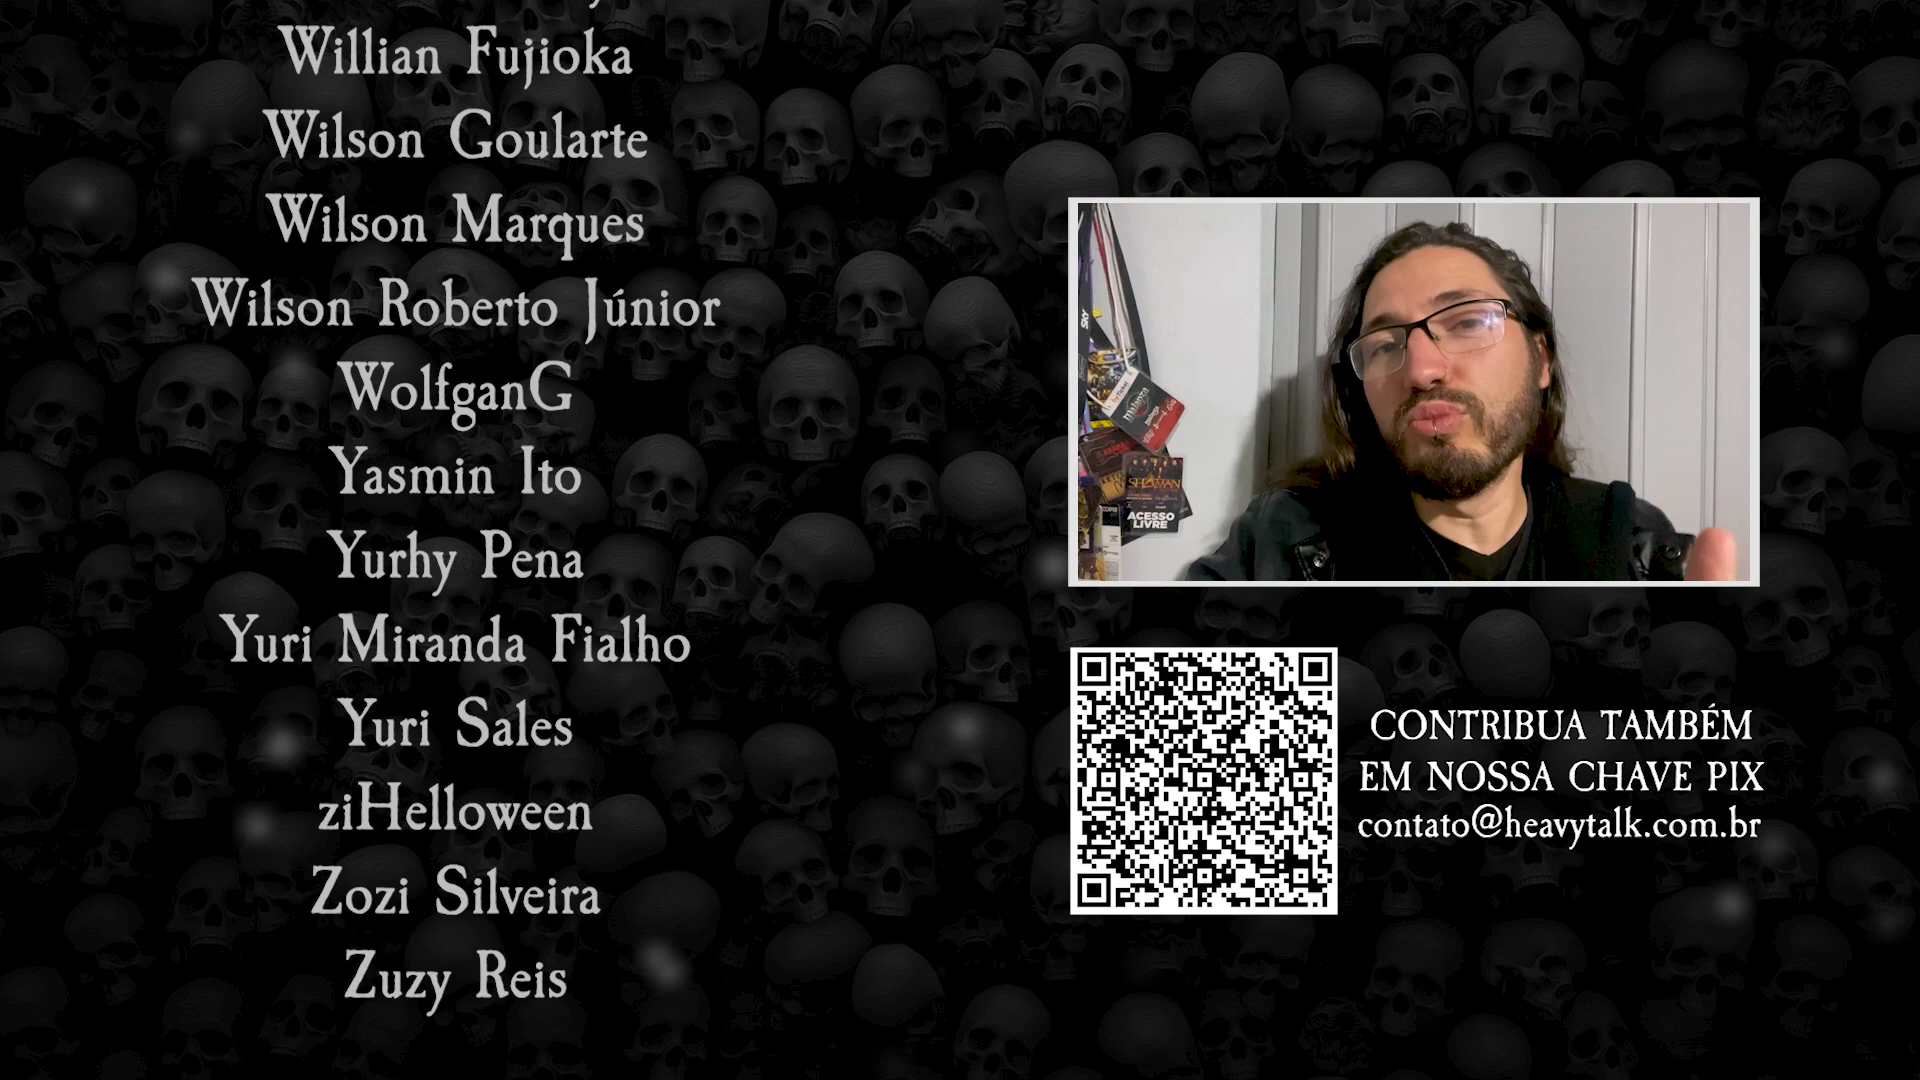 Willian Fujioka
Wilson Goularte
Wilson Marques
Wilson Roberto Júnior
WolfganG
Yasmin Ito
Yurhy Pena
Yuri Miranda Fialho
Yuri Sales
ziHelloween
Zozi Silveira
Zuzy Reis
SKY
SHAMAN
ACESSO
LIVRE
CONTRIBUA TAMBÉM
EM NOSSA CHAVE PIX
contato@heavytalk.com.br